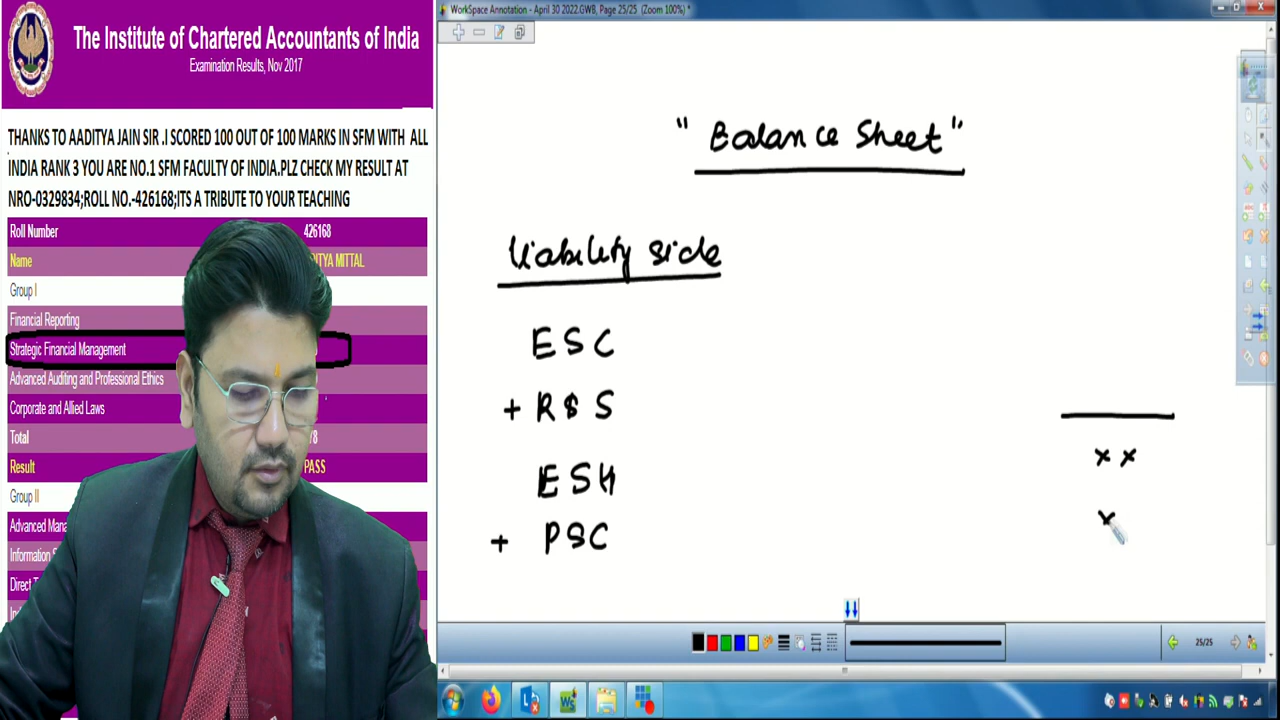 The Institute of Chartered Accountants of India
Examination Results, Nov 2017
THANKS TO AADITYA JAIN SIR .I SCORED 100 OUT OF 100 MARKS IN SFM WITH ALL
INDIA RANK 3 YOU ARE NO.1 SFM FACULTY OF INDIA.PLZ CHECK MY RESULT AT
NRO-0329834;ROLL NO.-426168;ITS A TRIBUTE TO YOUR TEACHING
Roll Number 426168
Name MITTAL
Group I
Financial Reporting
Strategic Financial Management
Advanced Auditing and Professional Ethics
Corporate and Allied Laws
Total
Result PASS
Group II
Advanced
Information
Direct
WorkSpace Annotation - April 30 2022.GWB, Page 25/25 (Zoom 100%) *
" Balance Sheet "
Liability side
ESC
+ R$S
ESH
+ PSC
x x
x
25/25